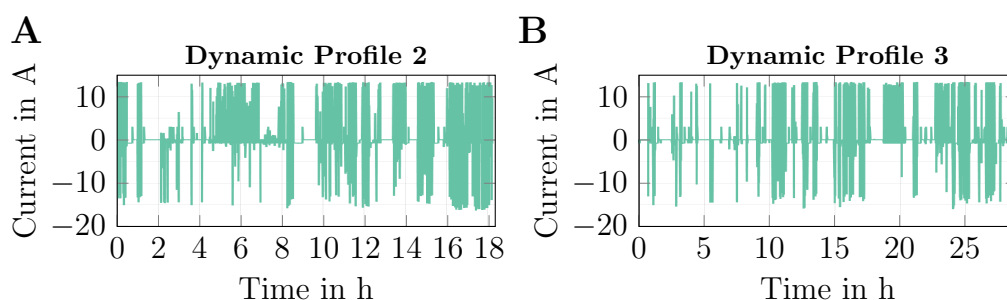 A
Dynamic Profile 2
Current in A
10
0
−10
−20
0 2 4 6 8 10 12 14 16 18
Time in h
B
Dynamic Profile 3
Current in A
10
0
−10
−20
0 5 10 15 20 25
Time in h